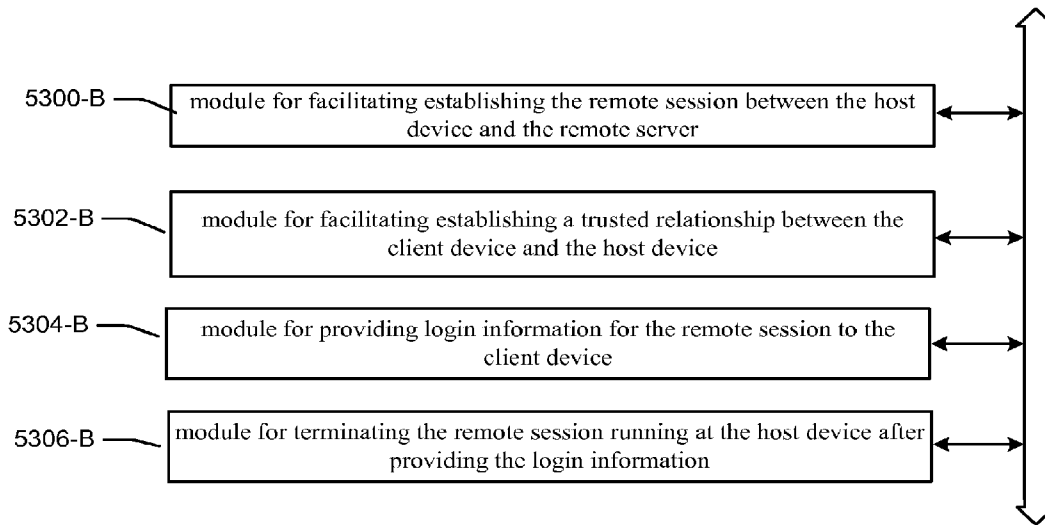 5300-B
module for facilitating establishing the remote session between the host
device and the remote server
5302-B
module for facilitating establishing a trusted relationship between the
client device and the host device
5304-B
module for providing login information for the remote session to the
client device
5306-B
module for terminating the remote session running at the host device after
providing the login information